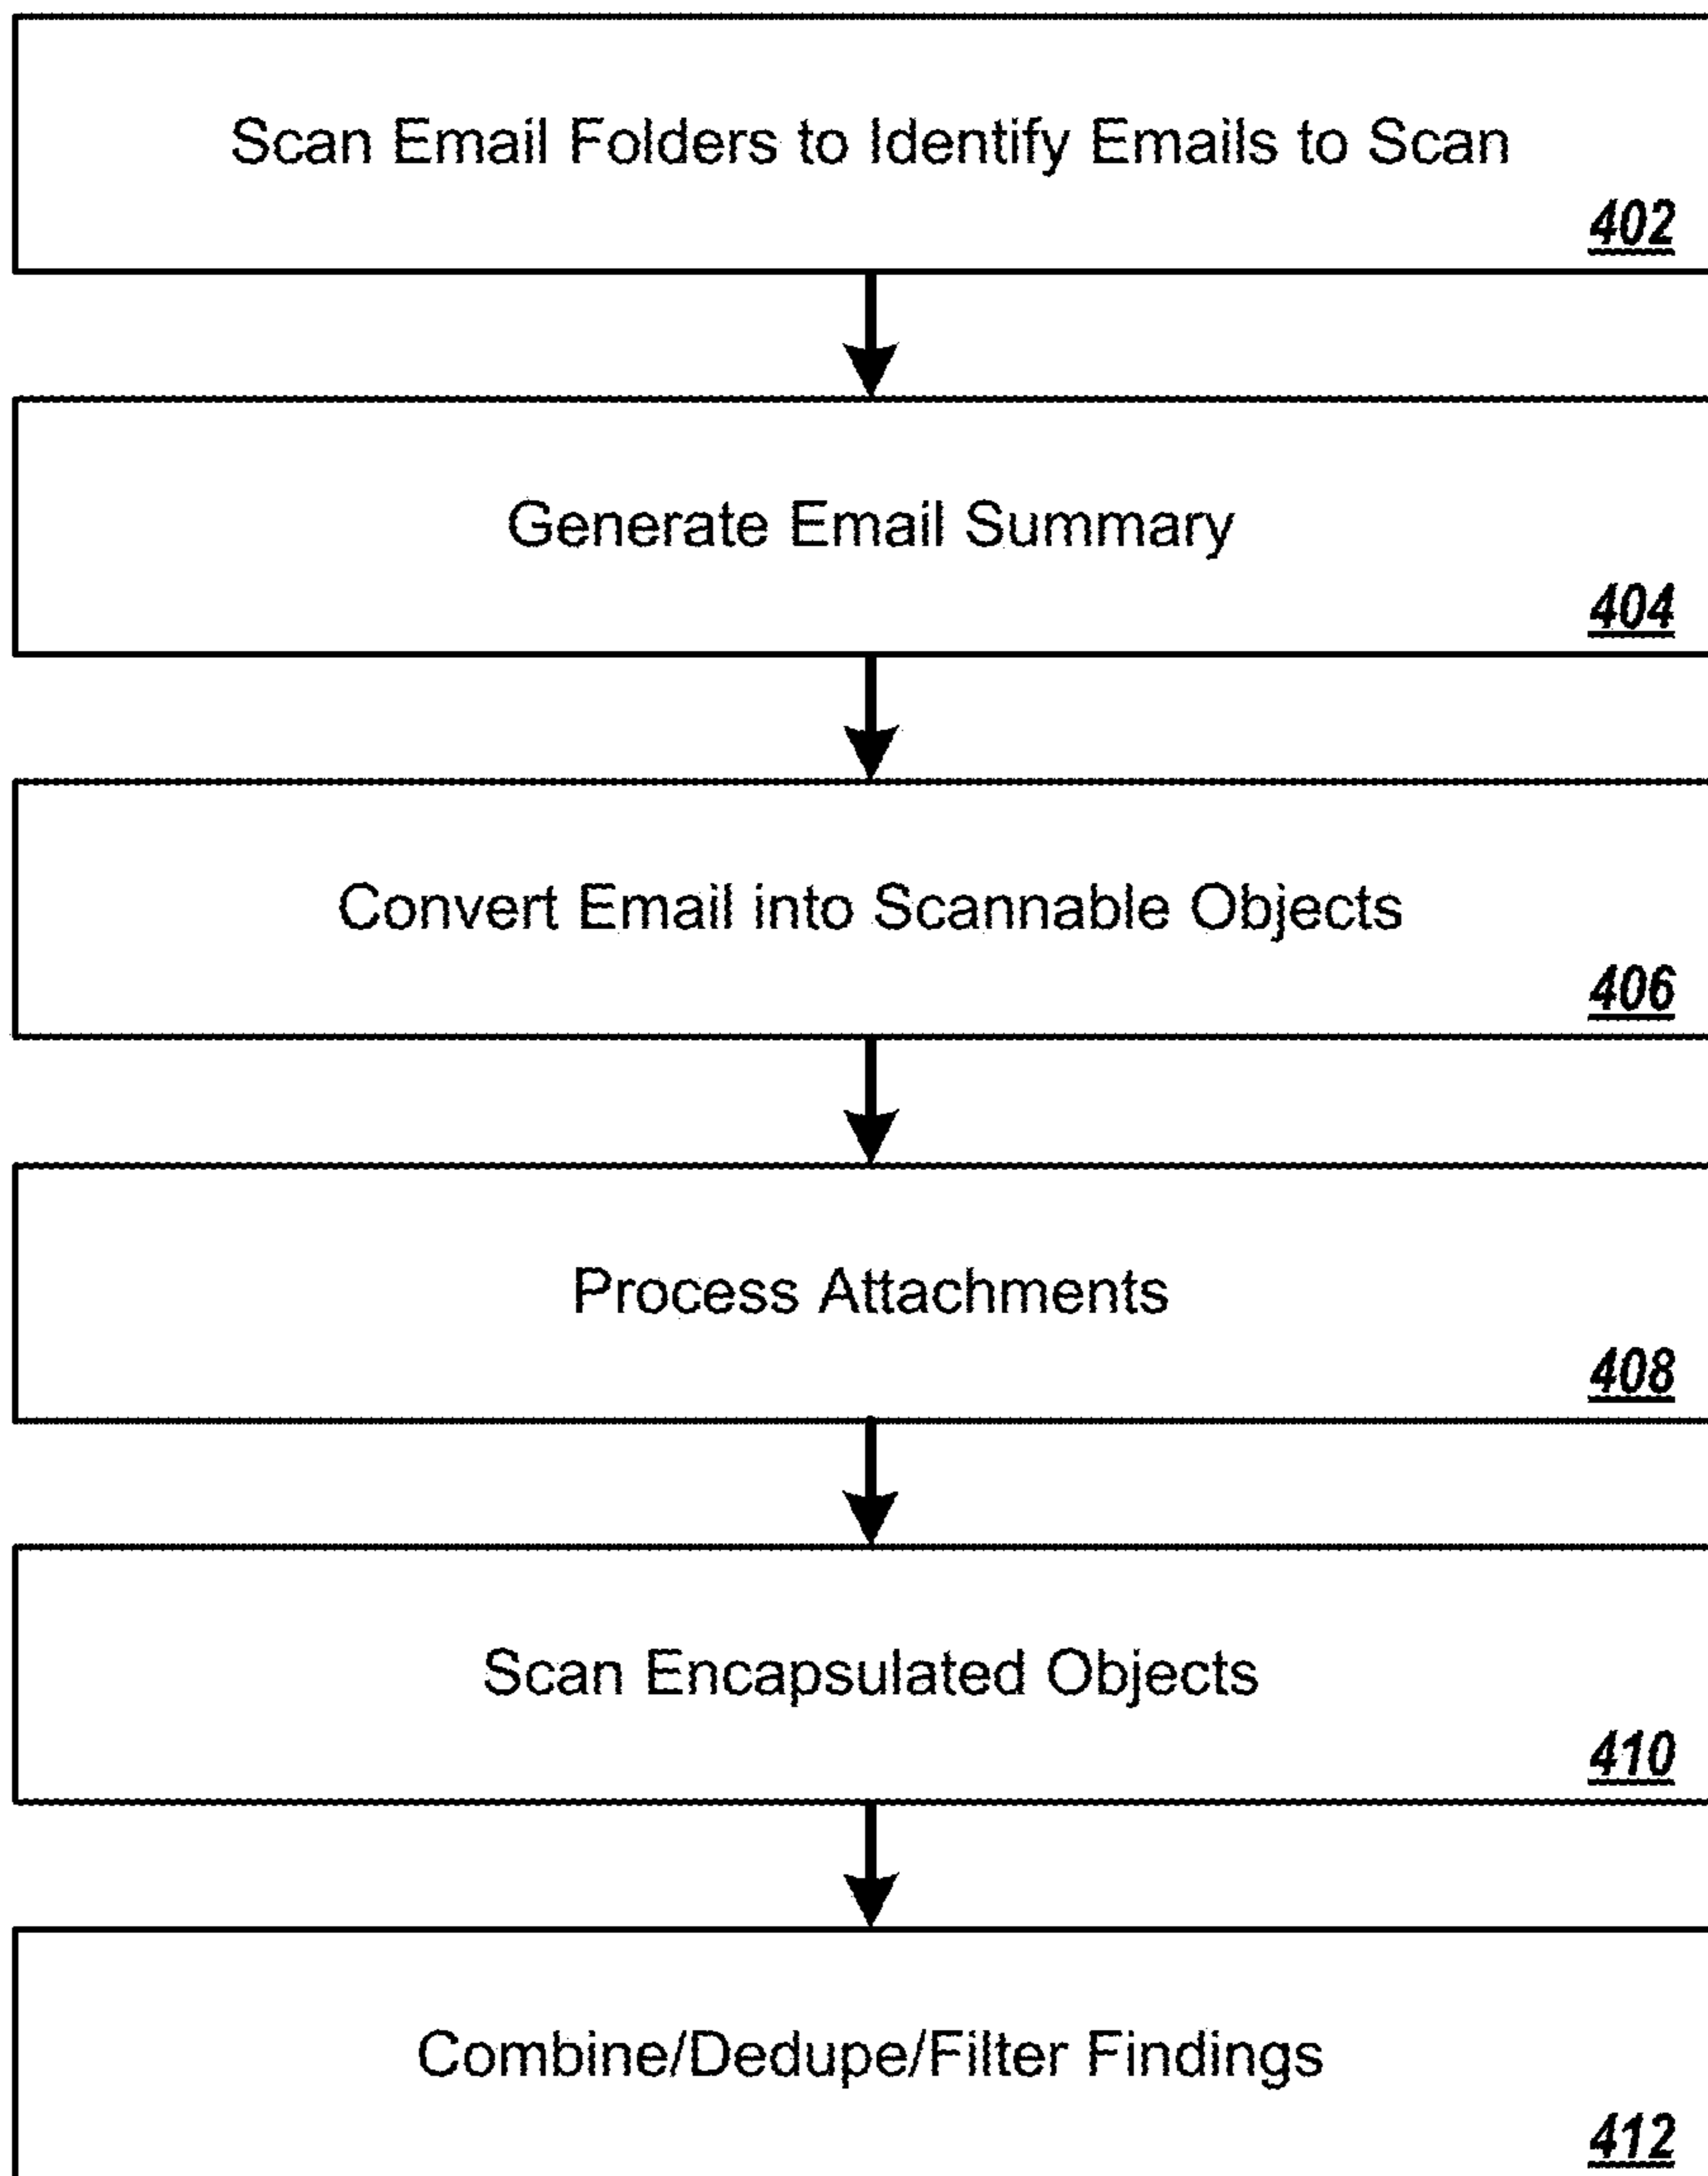 Scan Email Folders to Identify Emails to Scan
402
Generate Email Summary
404
Convert Email into Scannable Objects
406
Process Attachments
408
Scan Encapsulated Objects
410
Combine/Dedupe/Filter Findings
412